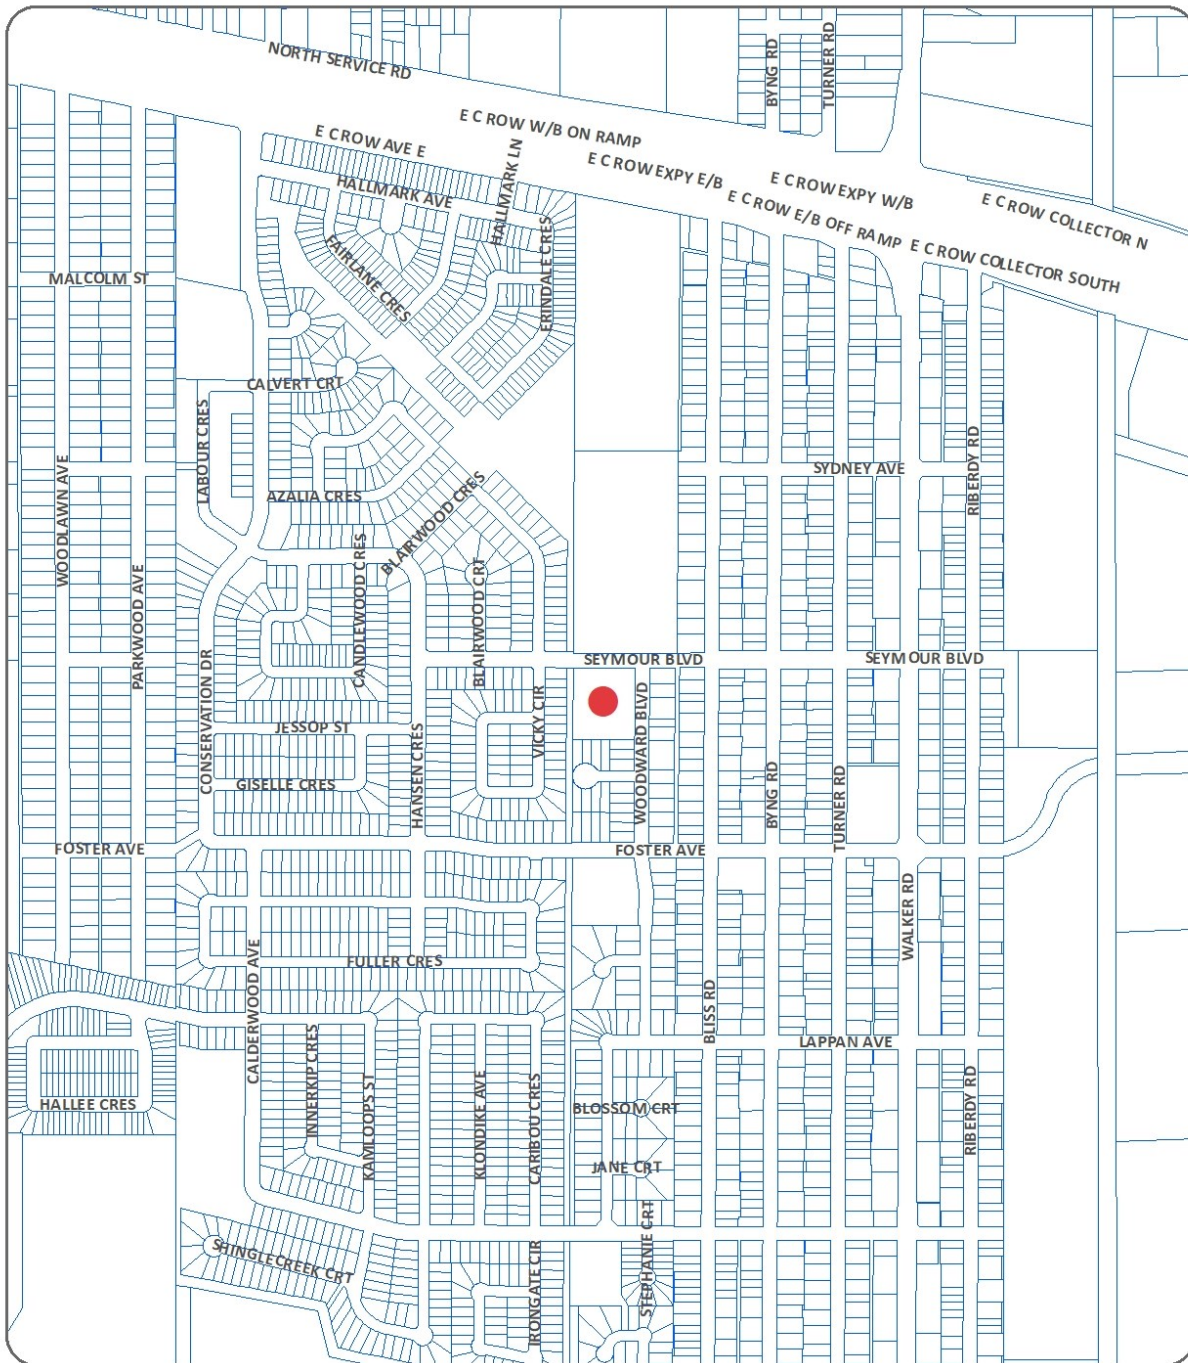 NORTH SERVICE RD
BYNG RD
TURNER RD
E C ROW W/B ON RAMP
E C ROW AVE E
HALLMARK LN
E C ROW EXPY E/B
E C ROW EXPY W/B
HALLMARK AVE
E C ROW E/B OFF RAMP
E C ROW COLLECTOR N
FAIRLANE CRES
ERINDALE CRES
E C ROW COLLECTOR SOUTH
MALCOLM ST
CALVERT CRT
LABOUR CRES
WOODLAWN AVE
SYDNEY AVE
RIBERDY RD
AZALIA CRES
BLAIRWOOD CRES
PARKWOOD AVE
CANDLEWOOD CRES
BLAIRWOOD CRT
SEYMOUR BLVD
SEYMOUR BLVD
CONSERVATION DR
JESSOP ST
HANSEN CRES
VICKY CIR
WOODWARD BLVD
GISELLE CRES
BYNG RD
TURNER RD
FOSTER AVE
FOSTER AVE
WALKER RD
FULLER CRES
CALDERWOOD AVE
BLISS RD
LAPPAN AVE
INNERKIP CRES
KAMLOOPS ST
KLONDIKE AVE
CARIBOU CRES
HALLEE CRES
BLOSSOM CRT
RIBERDY RD
JANE CRT
SHINGLECREEK CRT
IRONGATE CIR
STEPHANIE CRT